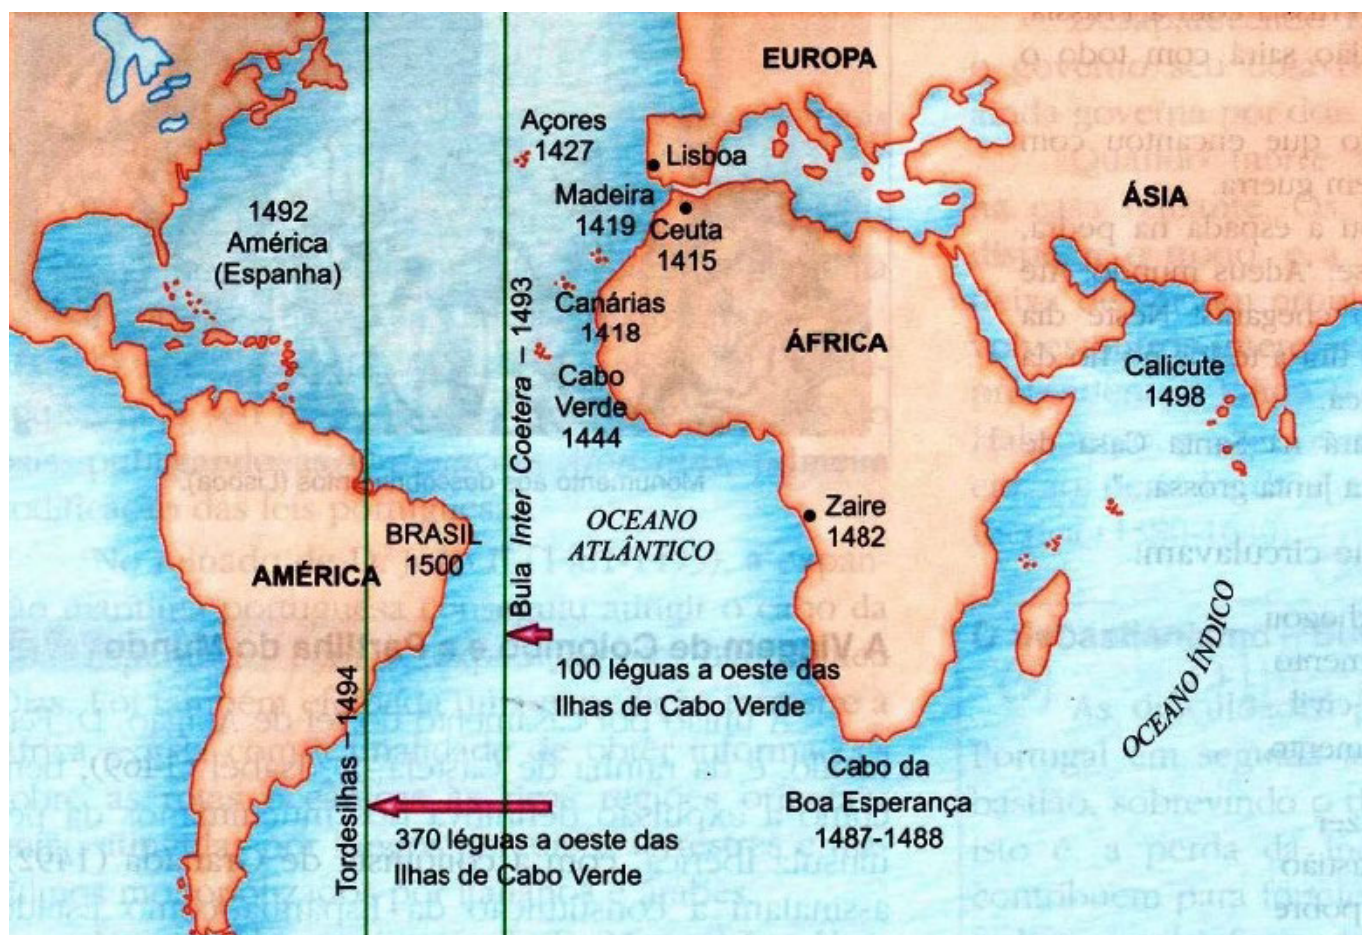 EUROPA
Açores
1427
Lisboa
Madeira
1419
Ceuta
1415
ÁSIA
1492
América
(Espanha)
Canárias
1418
ÁFRICA
Calicute
1498
Cabo
Verde
1444
Bula Inter Coetera – 1493
OCEANO
ATLÂNTICO
Zaire
1482
BRASIL
1500
AMÉRICA
OCEANO ÍNDICO
100 léguas a oeste das
Ilhas de Cabo Verde
Tordesilhas – 1494
370 léguas a oeste das
Ilhas de Cabo Verde
Cabo da
Boa Esperança
1487-1488